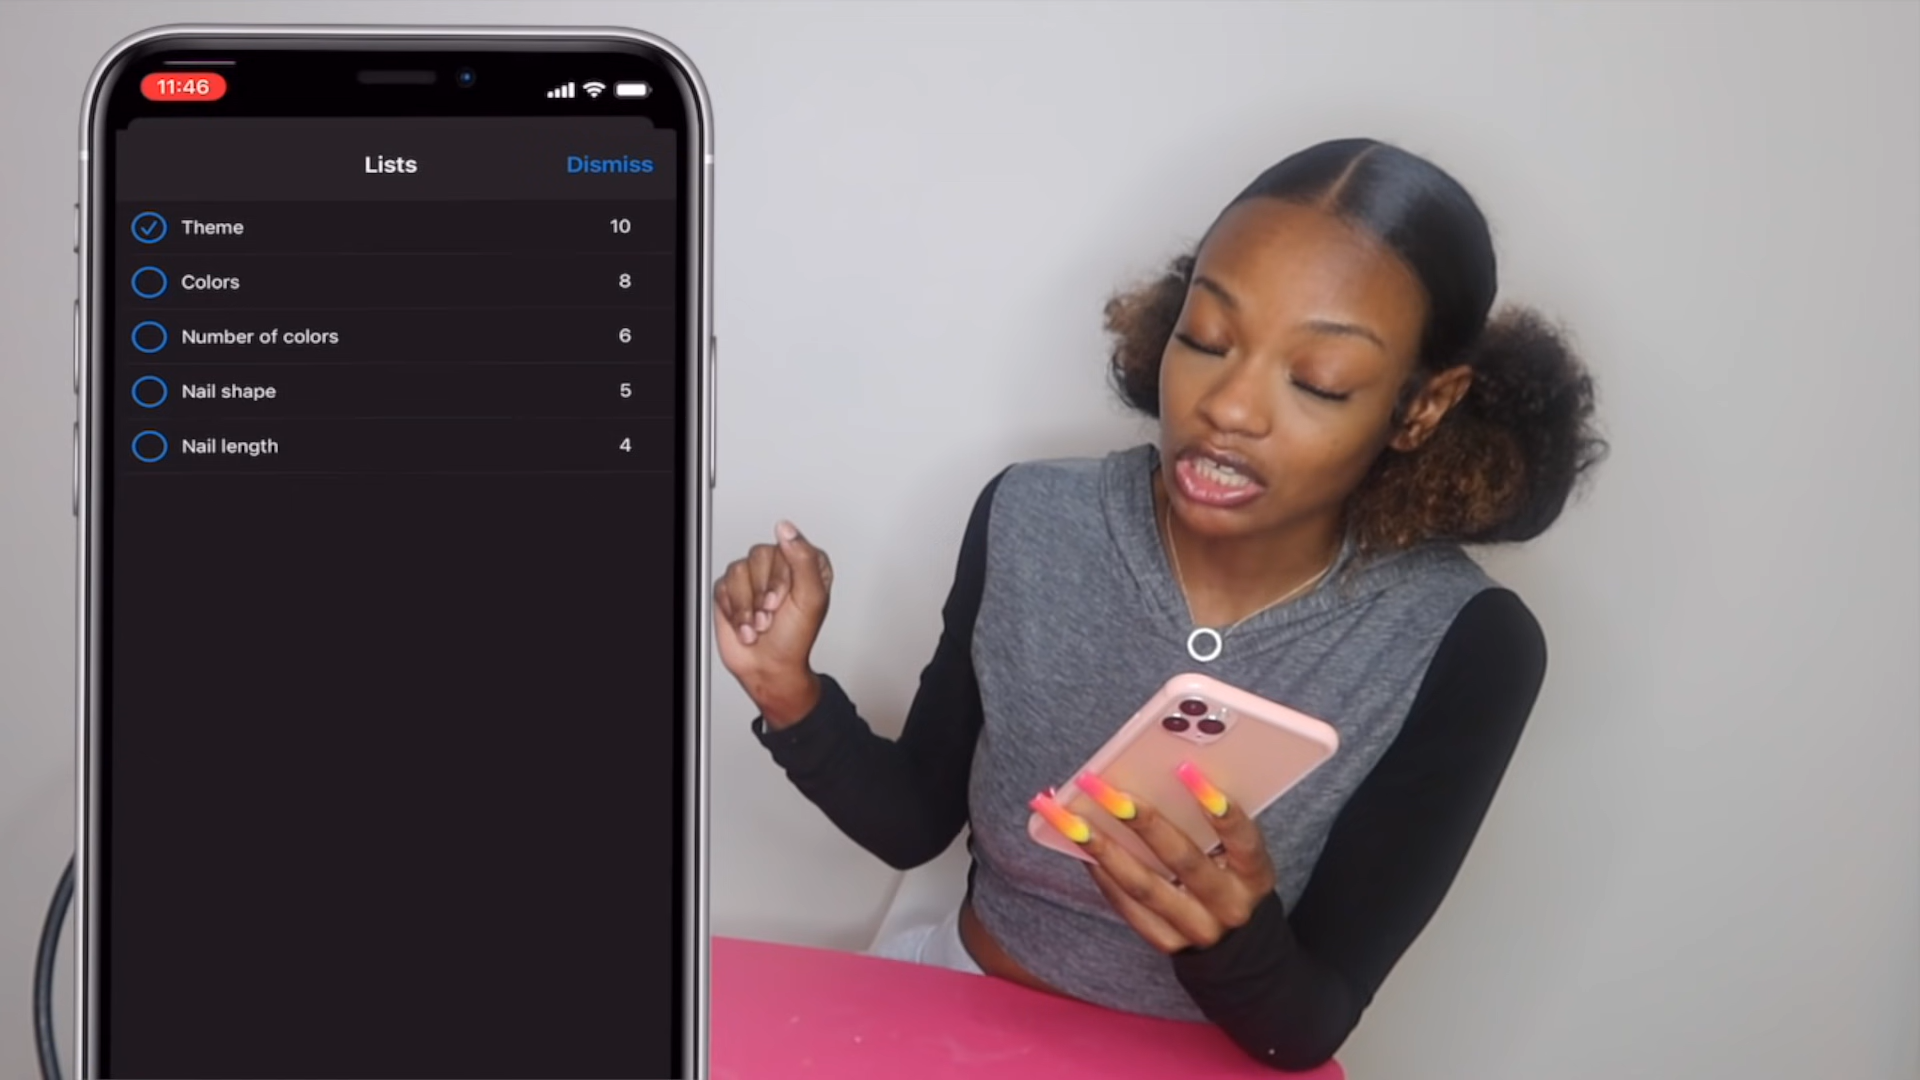 11:46
Lists Dismiss
Theme 10
Colors 8
Number of colors 6
Nail shape 5
Nail length 4